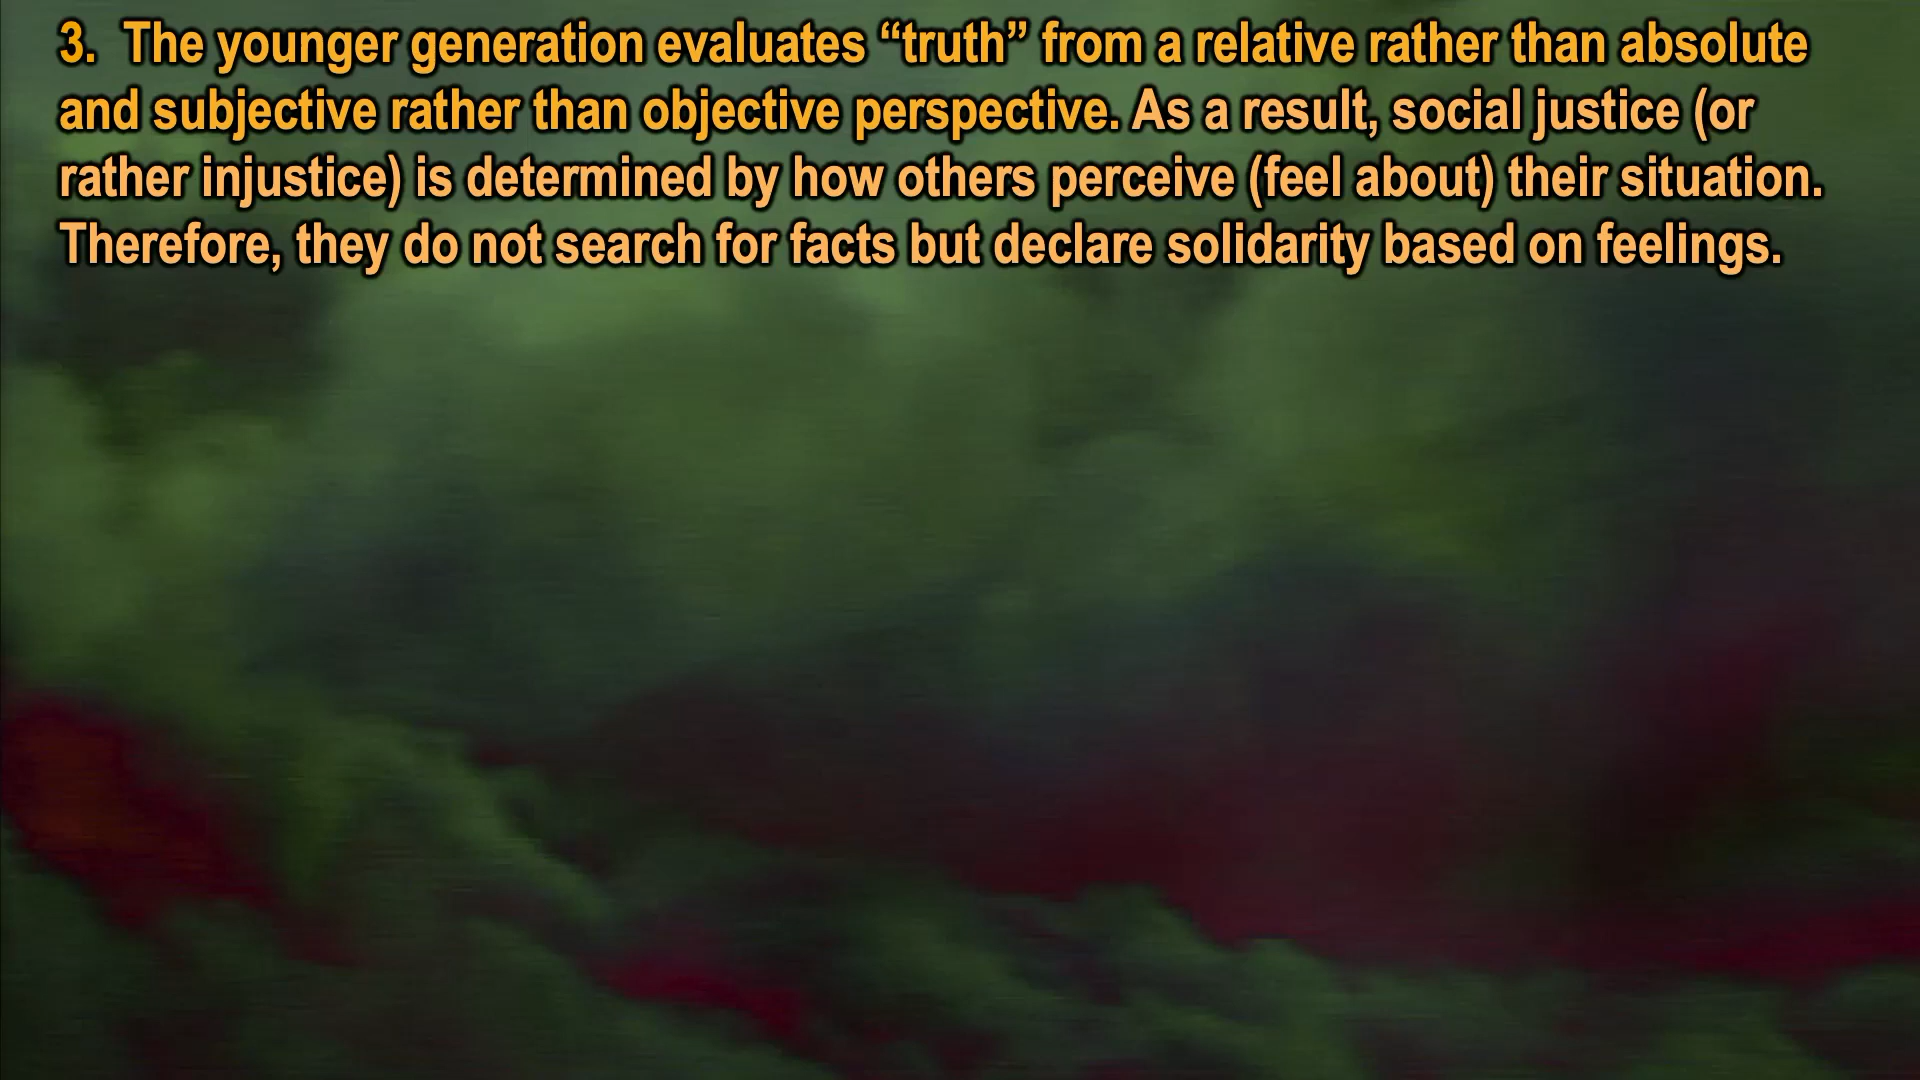 3.  The younger generation evaluates “truth” from a relative rather than absolute
and subjective rather than objective perspective. As a result, social justice (or
rather injustice) is determined by how others perceive (feel about) their situation.
Therefore, they do not search for facts but declare solidarity based on feelings.